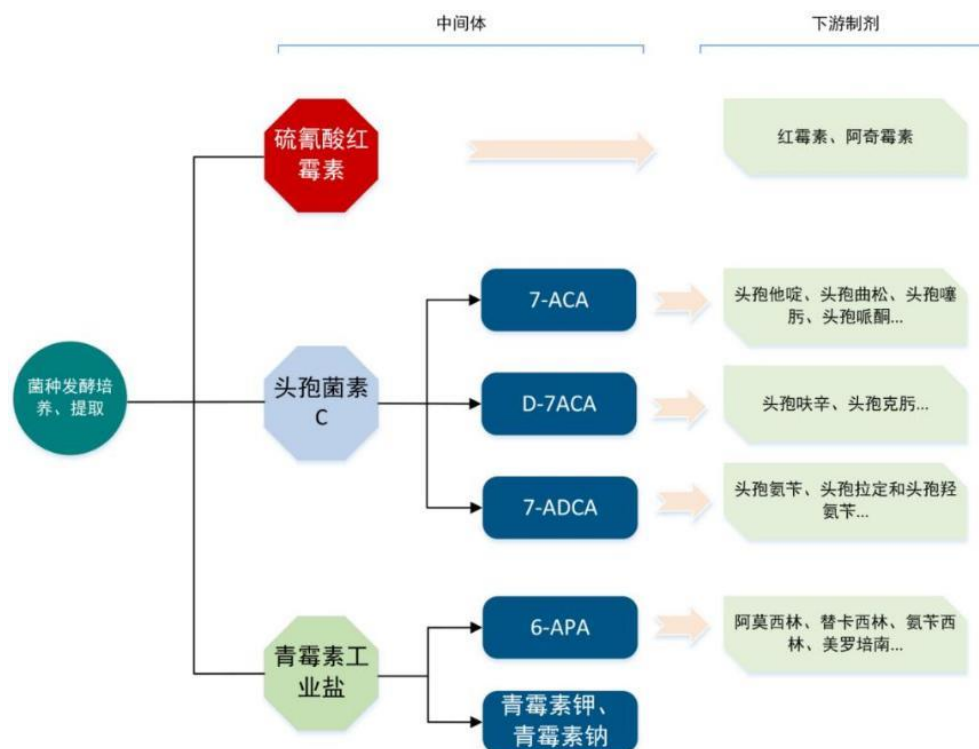 中间体
下游制剂
硫氰酸红
霉素
红霉素、阿奇霉素
7-ACA
头孢他啶、头孢曲松、头孢噻
肟、头孢哌酮...
菌种发酵培
养、提取
头孢菌素
C
D-7ACA
头孢呋辛、头孢克肟...
7-ADCA
头孢氨苄、头孢拉定和头孢羟
氨苄...
6-APA
阿莫西林、替卡西林、氨苄西
林、美罗培南...
青霉素工
业盐
青霉素钾、
青霉素钠